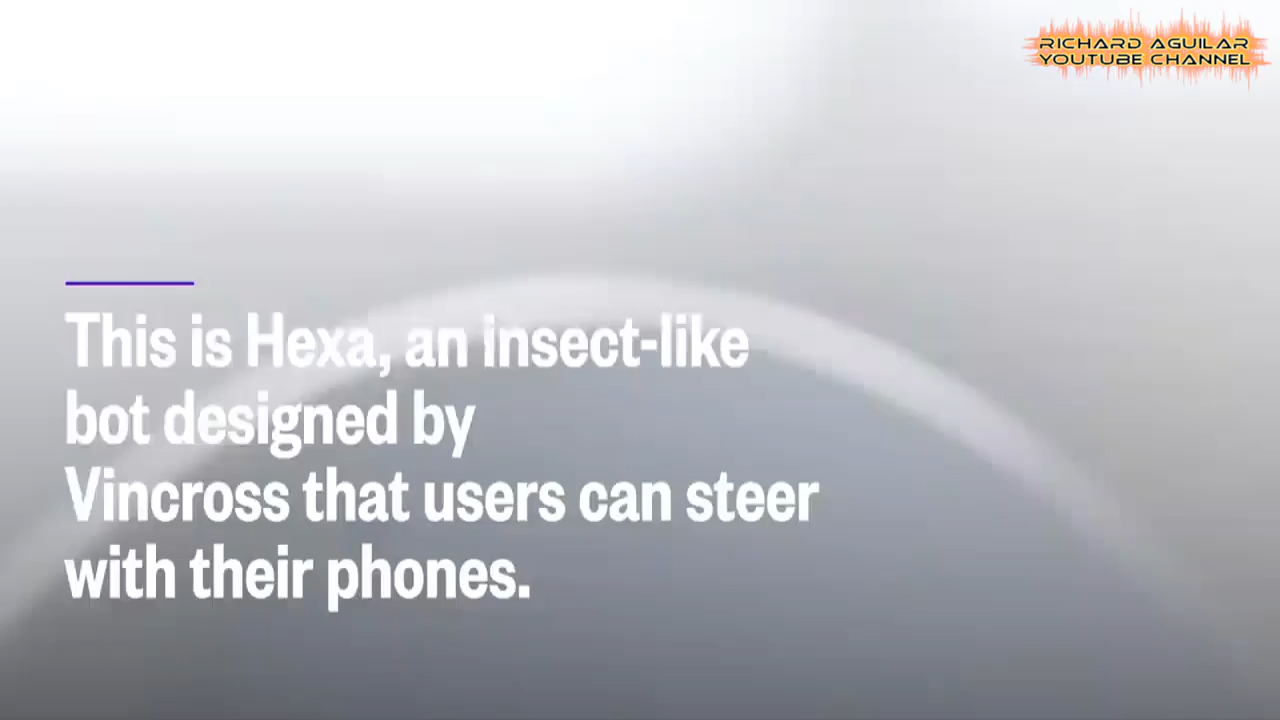 RICHARD AGUILAR
YOUTUBE CHANNEL
This is Hexa, an insect-like
bot designed by
Vincross that users can steer
with their phones.